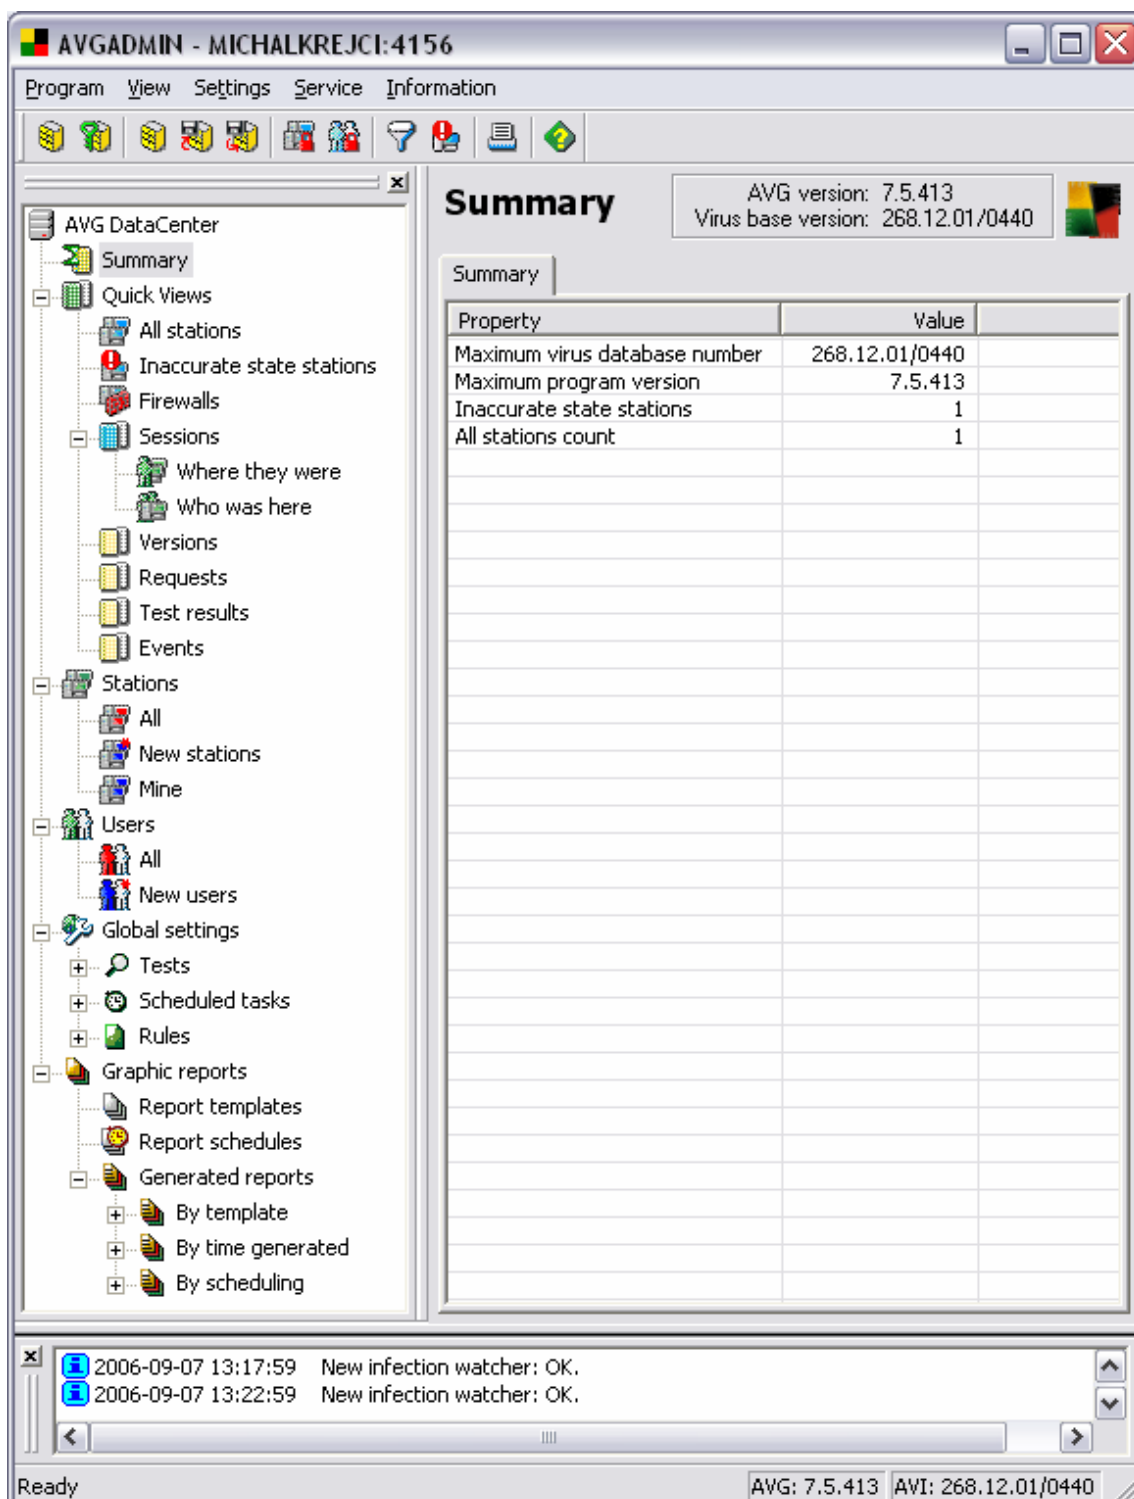 AVGADMIN - MICHALKREJCI:4156
Program View Settings Service Information
AVG DataCenter
Summary
Quick Views
All stations
Inaccurate state stations
Firewalls
Sessions
Where they were
Who was here
Versions
Requests
Test results
Events
Stations
All
New stations
Mine
Users
All
New users
Global settings
Tests
Scheduled tasks
Rules
Graphic reports
Report templates
Report schedules
Generated reports
By template
By time generated
By scheduling
Summary
AVG version: 7.5.413
Virus base version: 268.12.01/0440
Summary
Property Value
Maximum virus database number 268.12.01/0440
Maximum program version 7.5.413
Inaccurate state stations 1
All stations count 1
2006-09-07 13:17:59 New infection watcher: OK.
2006-09-07 13:22:59 New infection watcher: OK.
Ready AVG: 7.5.413 AVI: 268.12.01/0440